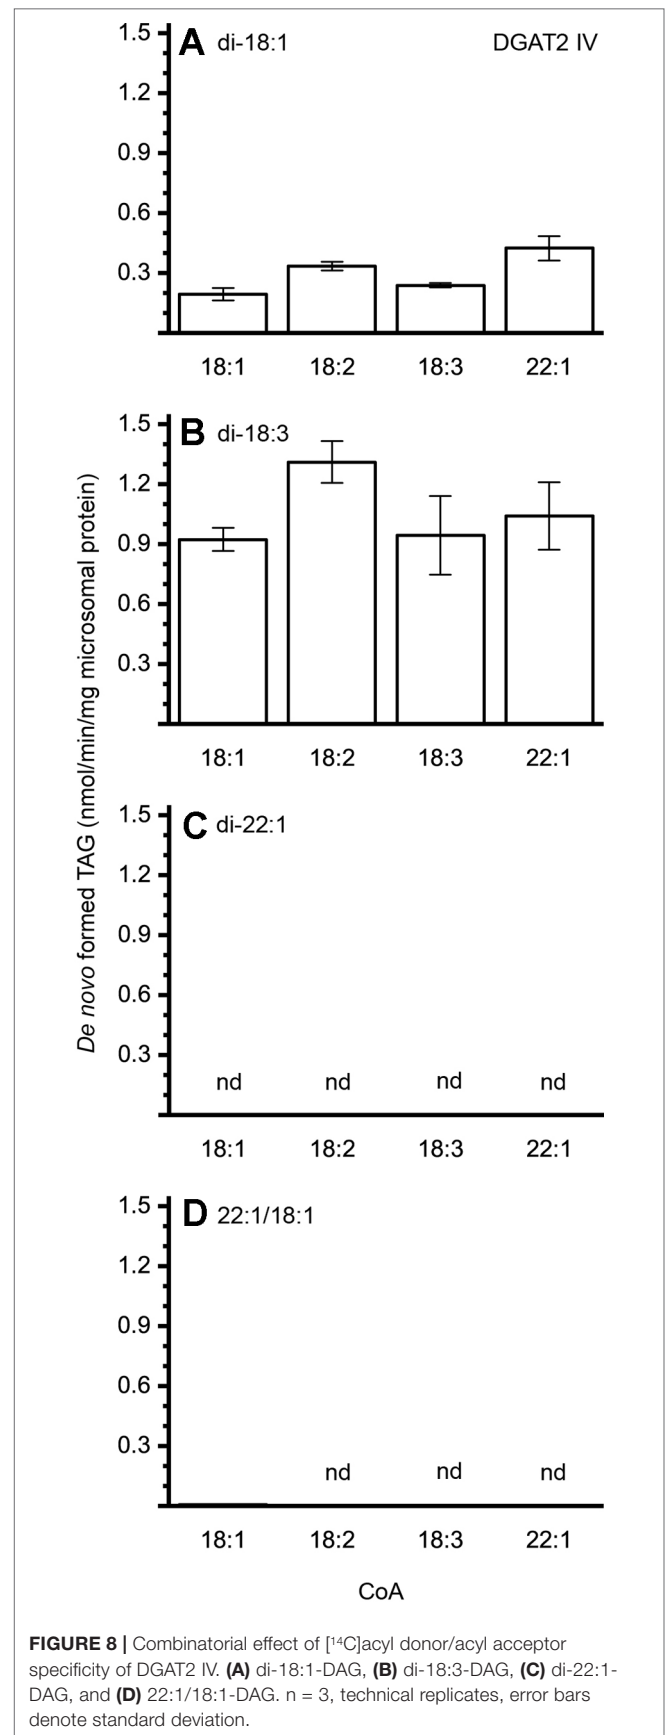 A di-18:1 DGAT2 IV
1.5
1.2
0.9
0.6
0.3
18:1 18:2 18:3 22:1
B di-18:3
1.5
1.2
0.9
0.6
0.3
18:1 18:2 18:3 22:1
C di-22:1
1.5
1.2
0.9
0.6
0.3
nd nd nd nd
18:1 18:2 18:3 22:1
D 22:1/18:1
1.5
1.2
0.9
0.6
0.3
nd nd nd
18:1 18:2 18:3 22:1
De novo formed TAG (nmol/min/mg microsomal protein)
CoA
FIGURE 8 | Combinatorial effect of [¹⁴C]acyl donor/acyl acceptor
specificity of DGAT2 IV. (A) di-18:1-DAG, (B) di-18:3-DAG, (C) di-22:1-
DAG, and (D) 22:1/18:1-DAG. n = 3, technical replicates, error bars
denote standard deviation.